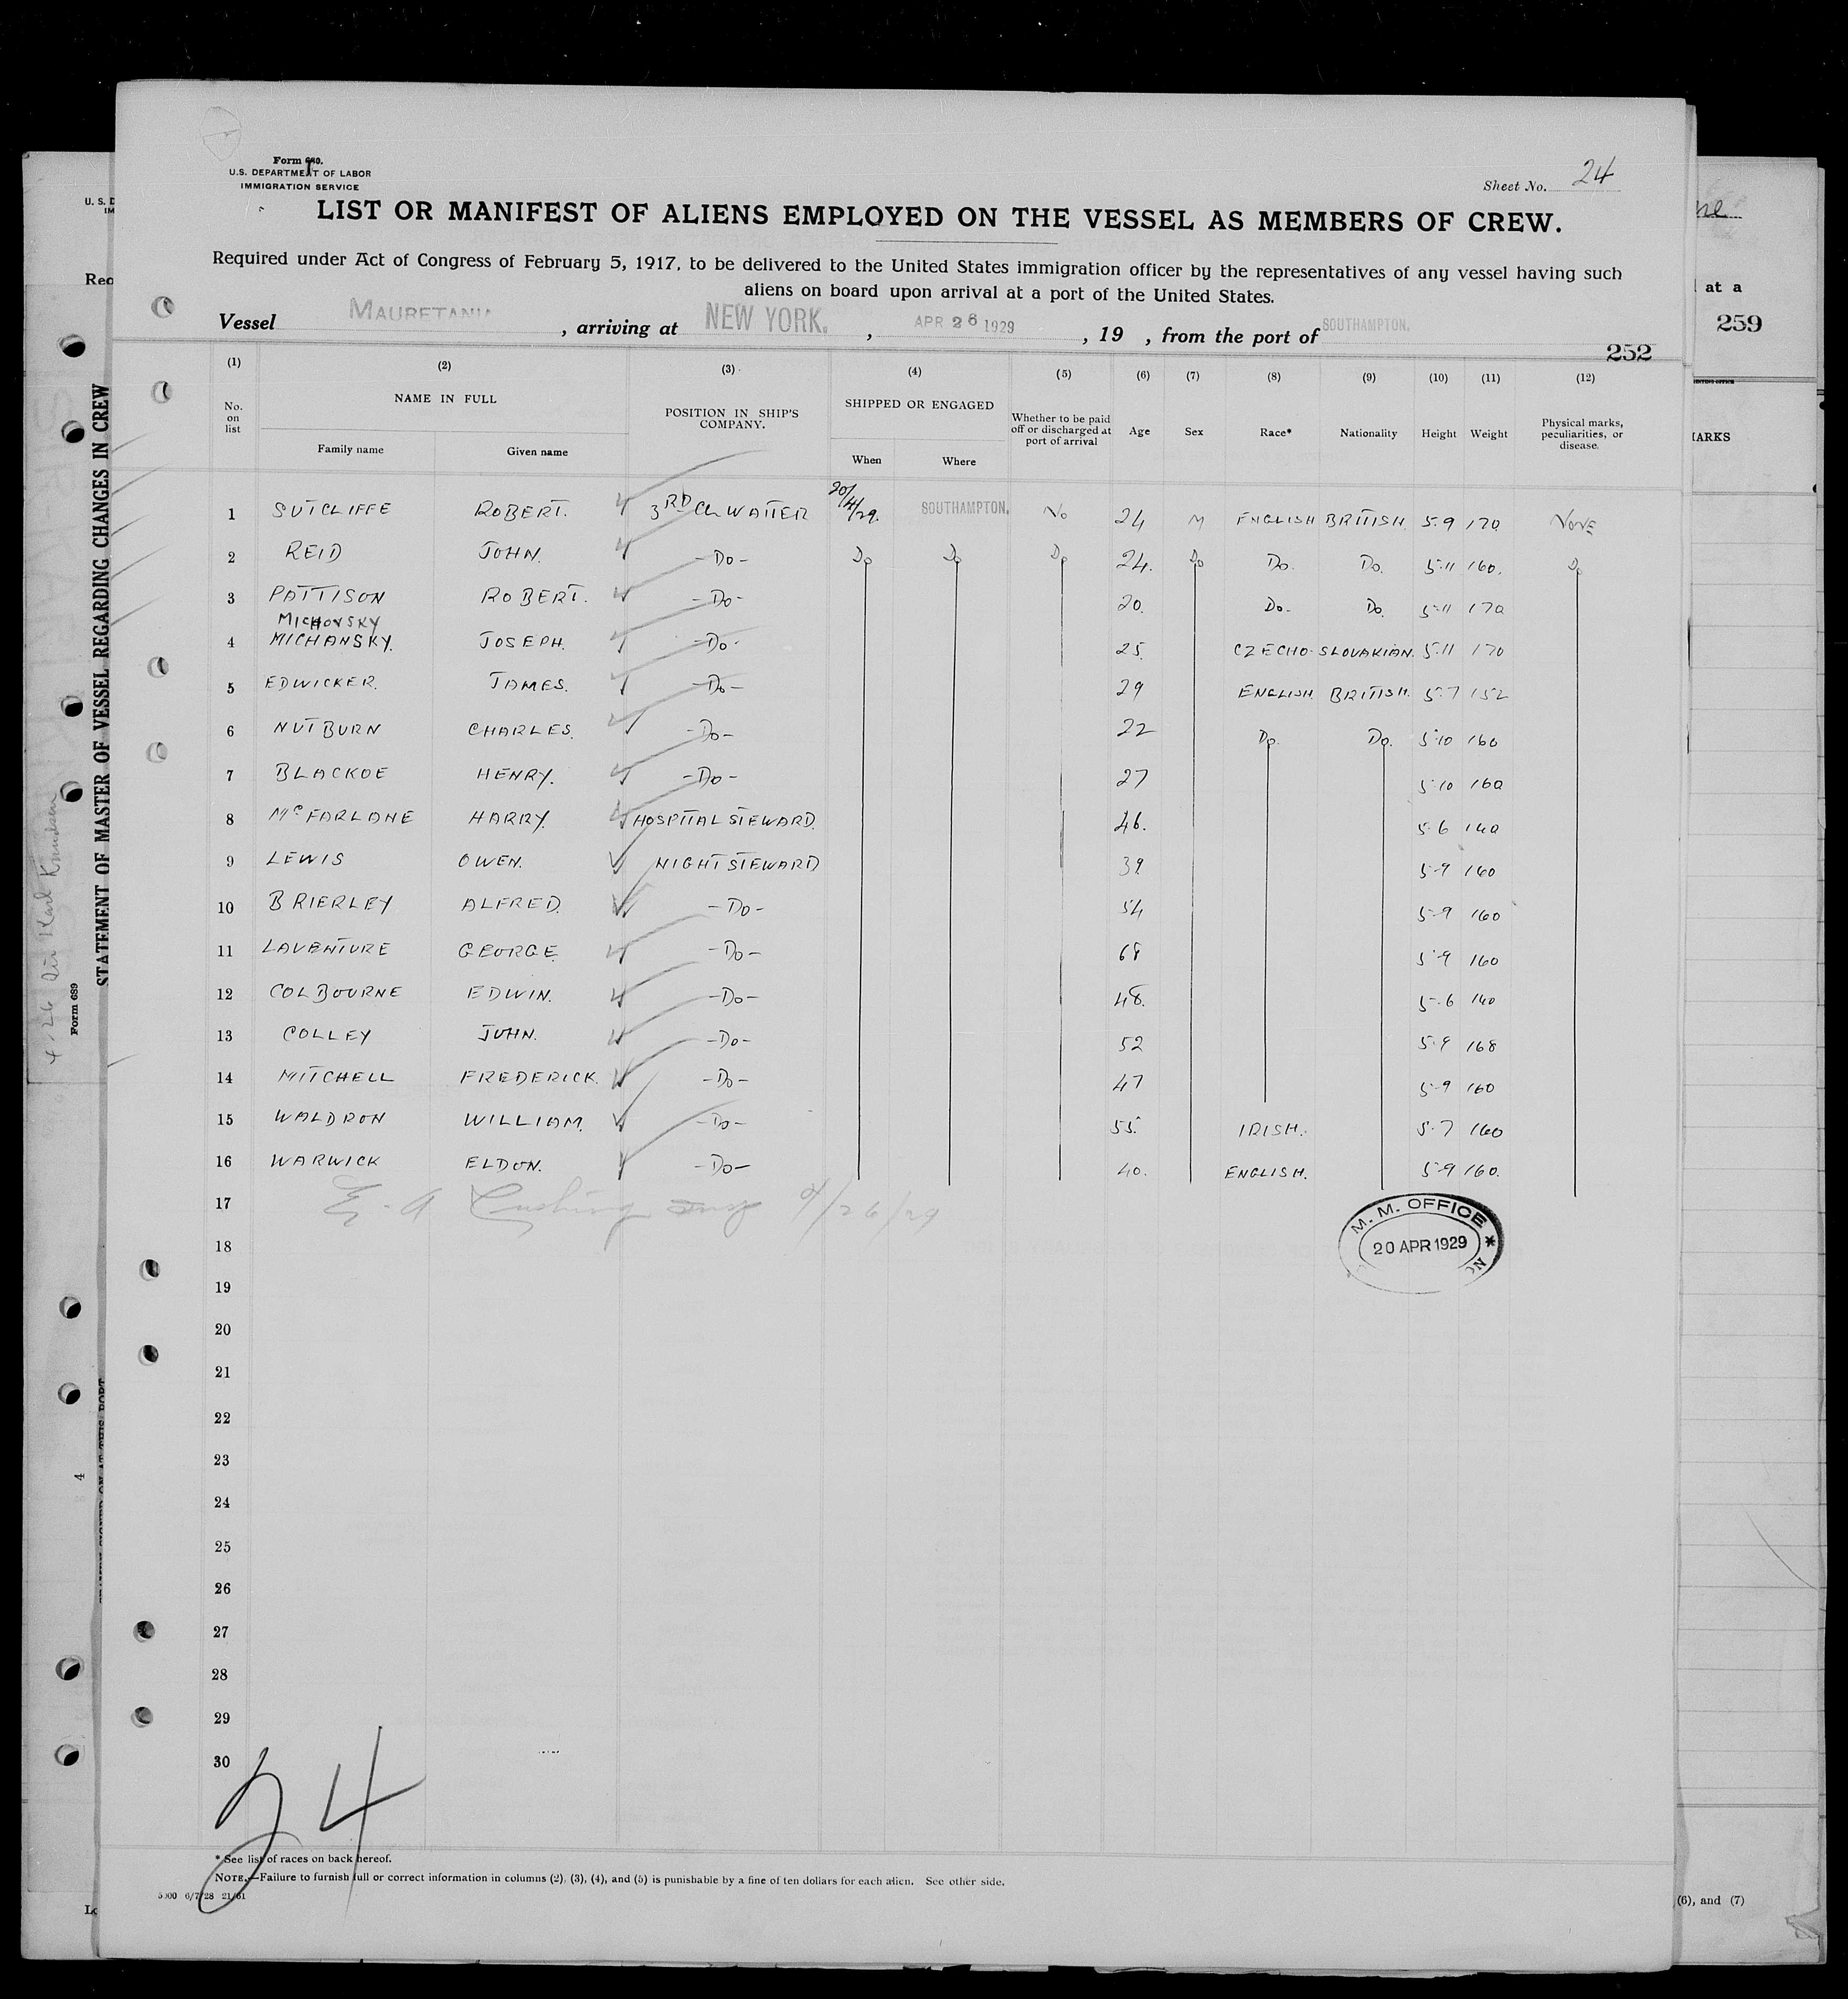 Form 680.
U.S. DEPARTMENT OF LABOR
IMMIGRATION SERVICE
Sheet No. 24
LIST OR MANIFEST OF ALIENS EMPLOYED ON THE VESSEL AS MEMBERS OF CREW.
Required under Act of Congress of February 5, 1917, to be delivered to the United States immigration officer by the representatives of any vessel having such
aliens on board upon arrival at a port of the United States.
Vessel MAURETANIA, arriving at NEW YORK, APR 26 1929, 19 , from the port of SOUTHAMPTON.
252
(1) (2) (3) (4) (5) (6) (7) (8) (9) (10) (11) (12)
No. on list NAME IN FULL Family name Given name POSITION IN SHIP'S COMPANY. SHIPPED OR ENGAGED When Where Whether to be paid off or discharged at port of arrival Age Sex Race* Nationality Height Weight Physical marks, peculiarities, or disease.
1 SUTCLIFFE ROBERT. 3RD CL WAITER 20/4/29. SOUTHAMPTON. No 24 M ENGLISH BRITISH. 5.9 170 NONE
2 REID JOHN. -Do- Do Do Do 24. Do Do. Do. 5.11 160. Do
3 PATTISON ROBERT. -Do- 20. Do. Do. 5.11 170
MICHOVSKY
4 MICHANSKY. JOSEPH. -Do- 25. CZECHO-SLOVAKIAN. 5.11 170
5 EDWICKER. JAMES. -Do- 29 ENGLISH. BRITISH. 5.7 152
6 NUTBURN CHARLES. -Do- 22 Do. Do. 5.10 160
7 BLACKOE HENRY. -Do- 27 5.10 160
8 McFARLANE HARRY. HOSPITAL STEWARD. 46. 5.6 140
9 LEWIS OWEN. NIGHT STEWARD 39 5.9 160
10 BRIERLEY ALFRED. -Do- 54 5.9 160
11 LAVENTURE GEORGE. -Do- 68 5.9 160
12 COLBOURNE EDWIN. -Do- 48. 5.6 140
13 COLLEY JOHN. -Do- 52 5.9 168
14 MITCHELL FREDERICK. -Do- 47 5.9 160
15 WALDRON WILLIAM. -Do- 55. IRISH. 5.7 160
16 WARWICK ELDON. -Do- 40. ENGLISH. 5.9 160.
17 E. A Cushing Insp 4/26/29
M. M. OFFICE
20 APR 1929
18
19
20
21
22
23
24
25
26
27
28
29
30
24
* See list of races on back hereof.
NOTE.—Failure to furnish full or correct information in columns (2), (3), (4), and (5) is punishable by a fine of ten dollars for each alien. See other side.
6/7/28 21/61
STATEMENT OF MASTER OF VESSEL REGARDING CHANGES IN CREW
Form 689
4
at a
259
(6), and (7)